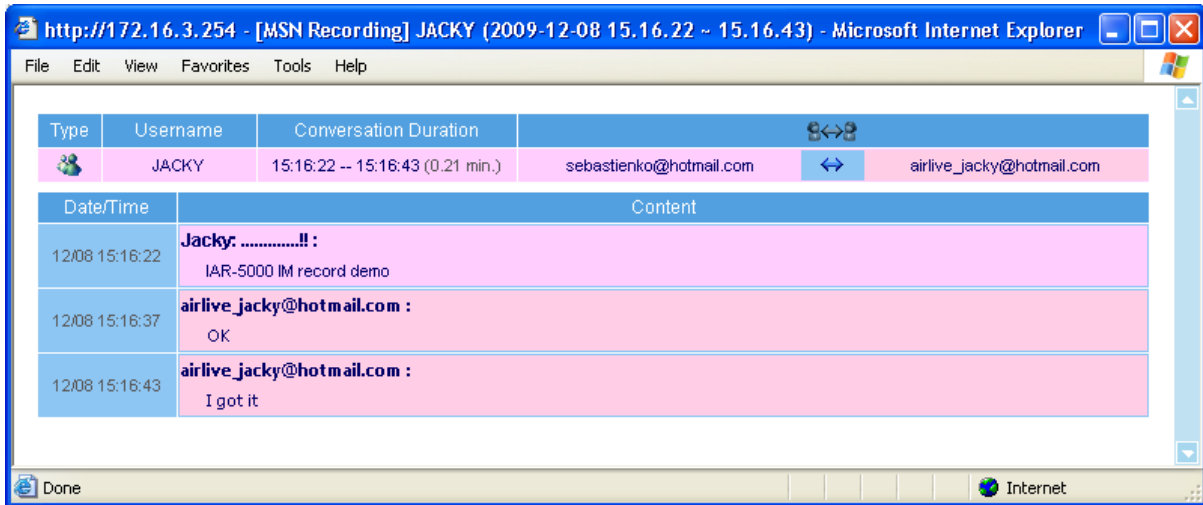 http://172.16.3.254 - [MSN Recording] JACKY (2009-12-08 15.16.22 ~ 15.16.43) - Microsoft Internet Explorer
File Edit View Favorites Tools Help
Type Username Conversation Duration
JACKY 15:16:22 -- 15:16:43 (0.21 min.) sebastienko@hotmail.com ⇔ airlive_jacky@hotmail.com
Date/Time Content
12/08 15:16:22
Jacky: .............!! :
IAR-5000 IM record demo
12/08 15:16:37
airlive_jacky@hotmail.com :
OK
12/08 15:16:43
airlive_jacky@hotmail.com :
I got it
Done Internet